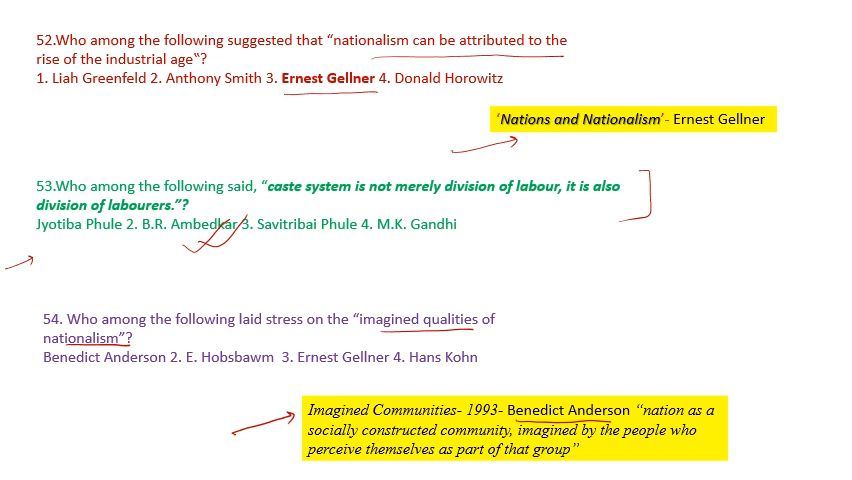 52.Who among the following suggested that “nationalism can be attributed to the
rise of the industrial age‟?
1. Liah Greenfeld 2. Anthony Smith 3. Ernest Gellner 4. Donald Horowitz
‘Nations and Nationalism’- Ernest Gellner
53.Who among the following said, “caste system is not merely division of labour, it is also
division of labourers.”?
Jyotiba Phule 2. B.R. Ambedkar 3. Savitribai Phule 4. M.K. Gandhi
54. Who among the following laid stress on the “imagined qualities of
nationalism”?
Benedict Anderson 2. E. Hobsbawm  3. Ernest Gellner 4. Hans Kohn
Imagined Communities- 1993- Benedict Anderson “nation as a
socially constructed community, imagined by the people who
perceive themselves as part of that group”